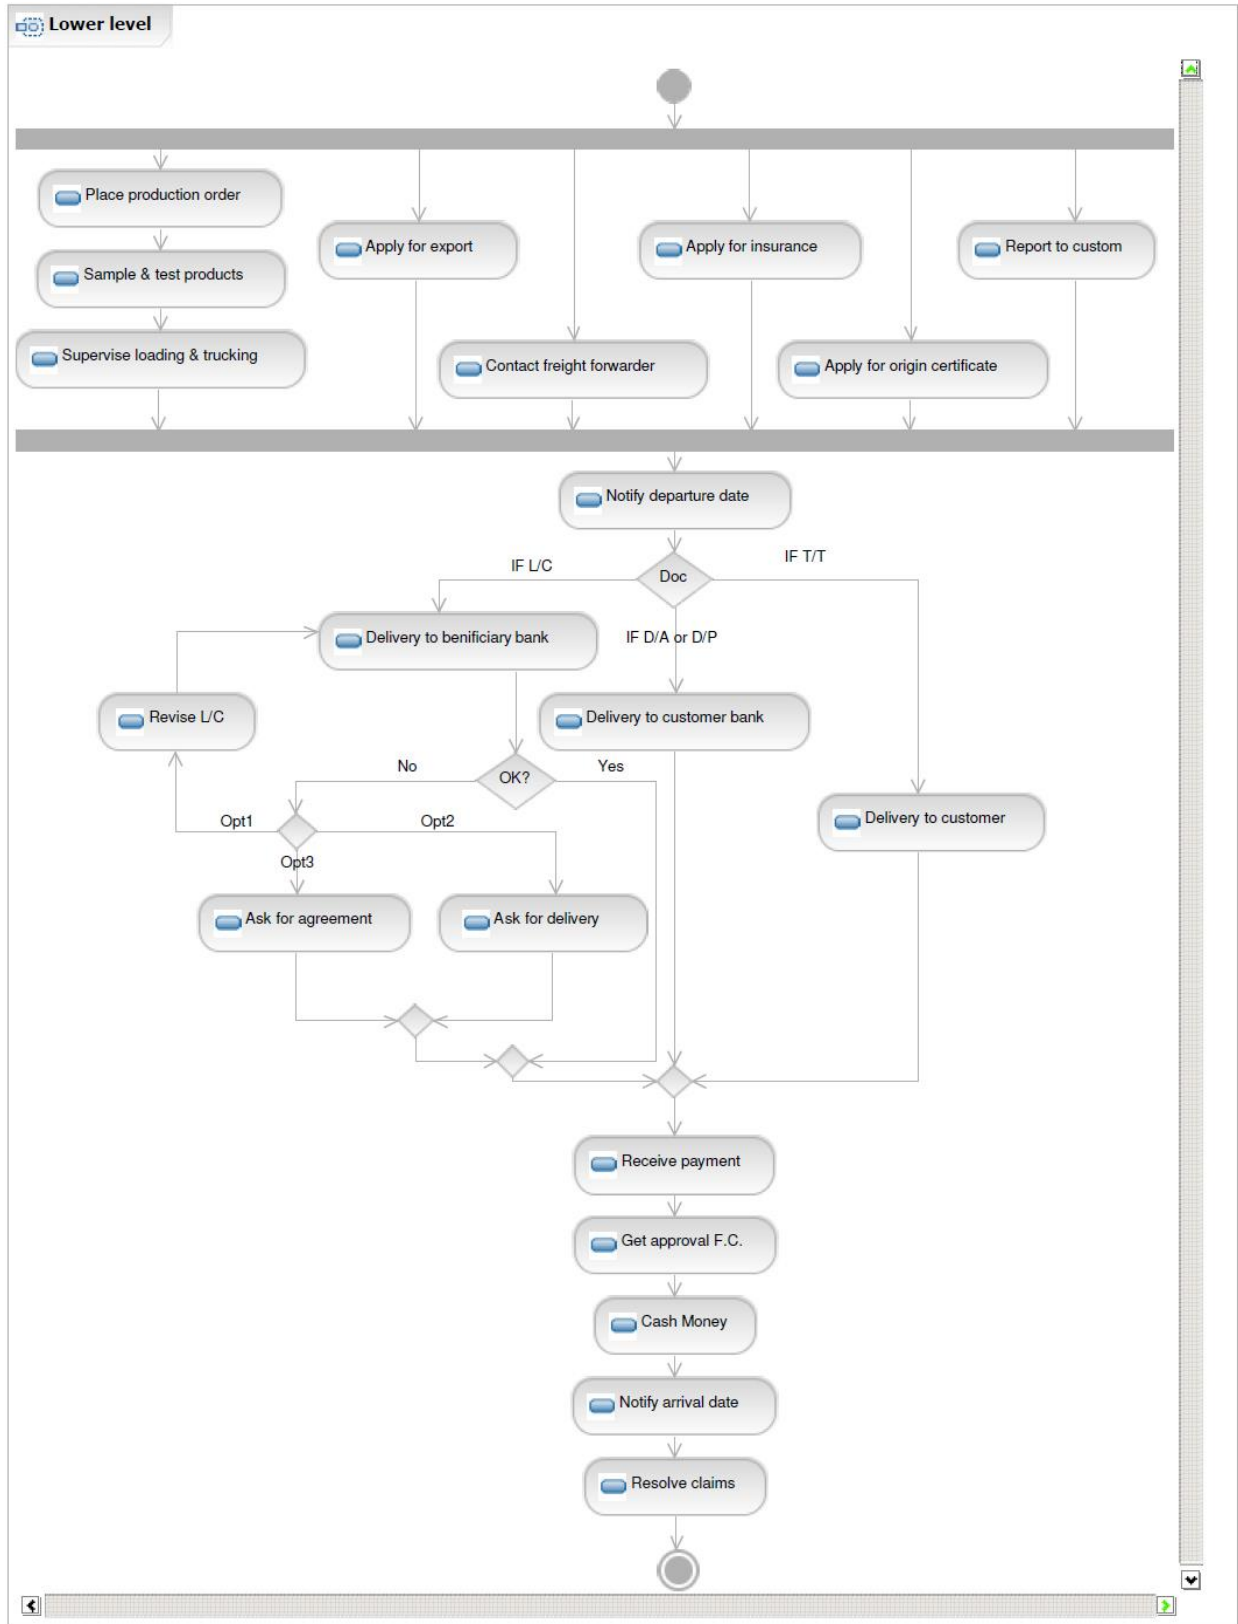 Lower level
Place production order
Apply for export
Apply for insurance
Report to custom
Sample & test products
Supervise loading & trucking
Contact freight forwarder
Apply for origin certificate
Notify departure date
IF L/C
Doc
IF T/T
Delivery to benificiary bank
IF D/A or D/P
Revise L/C
Delivery to customer bank
No
OK?
Yes
Opt1
Opt2
Delivery to customer
Opt3
Ask for agreement
Ask for delivery
Receive payment
Get approval F.C.
Cash Money
Notify arrival date
Resolve claims